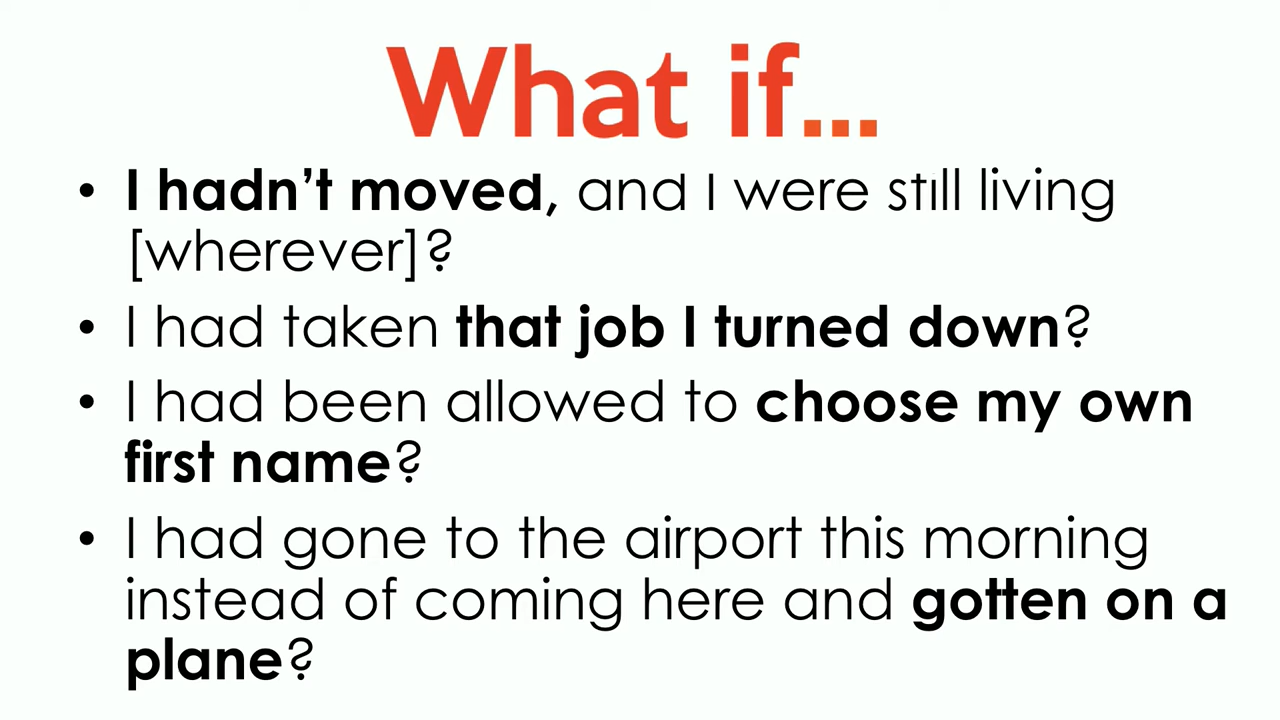 What if...
• I hadn’t moved, and I were still living
[wherever]?
• I had taken that job I turned down?
• I had been allowed to choose my own
first name?
• I had gone to the airport this morning
instead of coming here and gotten on a
plane?